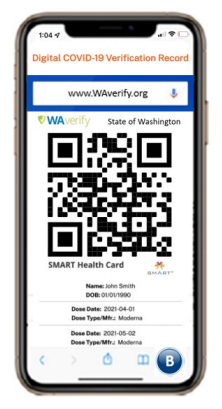 1:04
Digital COVID-19 Verification Record
www.WAverify.org
WAverify State of Washington
SMART Health Card
SMART
Name: John Smith
DOB: 01/01/1990
Dose Date: 2021-04-01
Dose Type/Mfr.: Moderna
Dose Date: 2021-05-02
Dose Type/Mfr.: Moderna
B